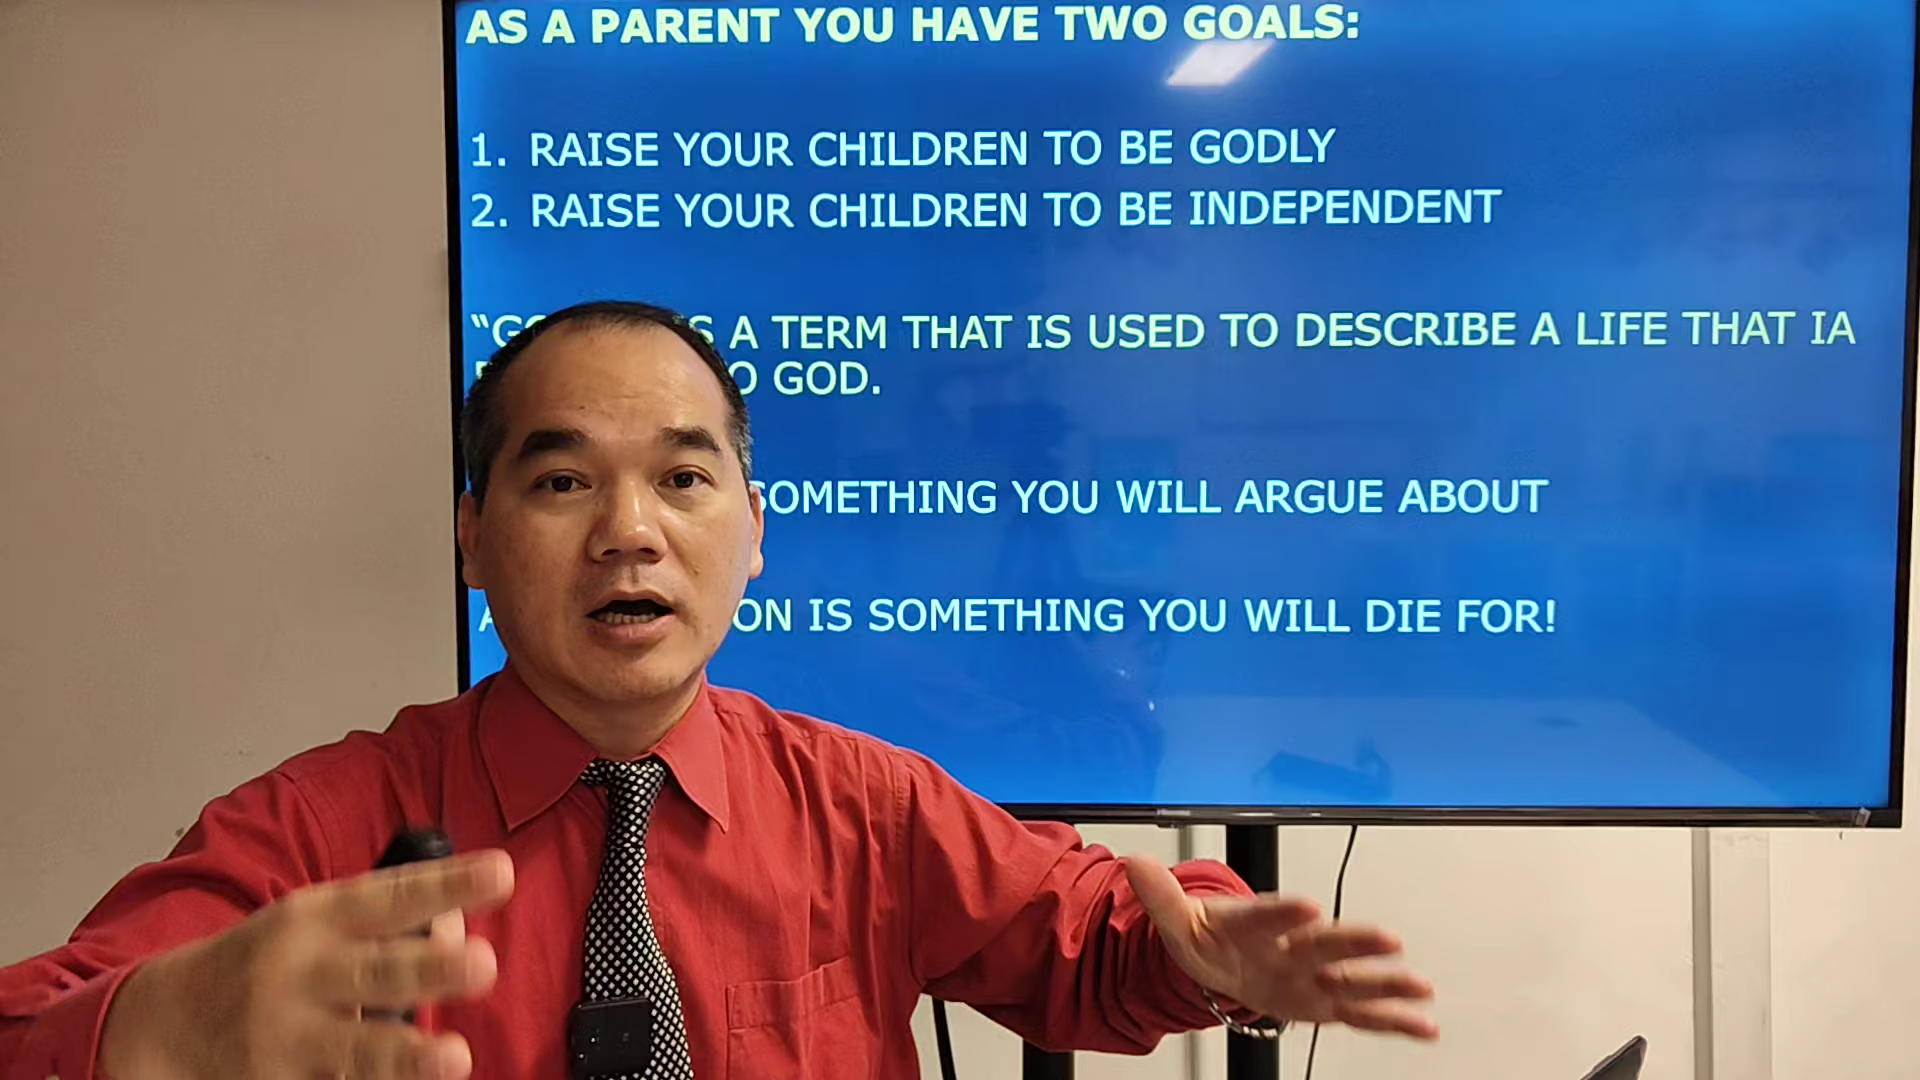 AS A PARENT YOU HAVE TWO GOALS:
1. RAISE YOUR CHILDREN TO BE GODLY
2. RAISE YOUR CHILDREN TO BE INDEPENDENT
A TERM THAT IS USED TO DESCRIBE A LIFE THAT IA
GOD.
SOMETHING YOU WILL ARGUE ABOUT
IS SOMETHING YOU WILL DIE FOR!